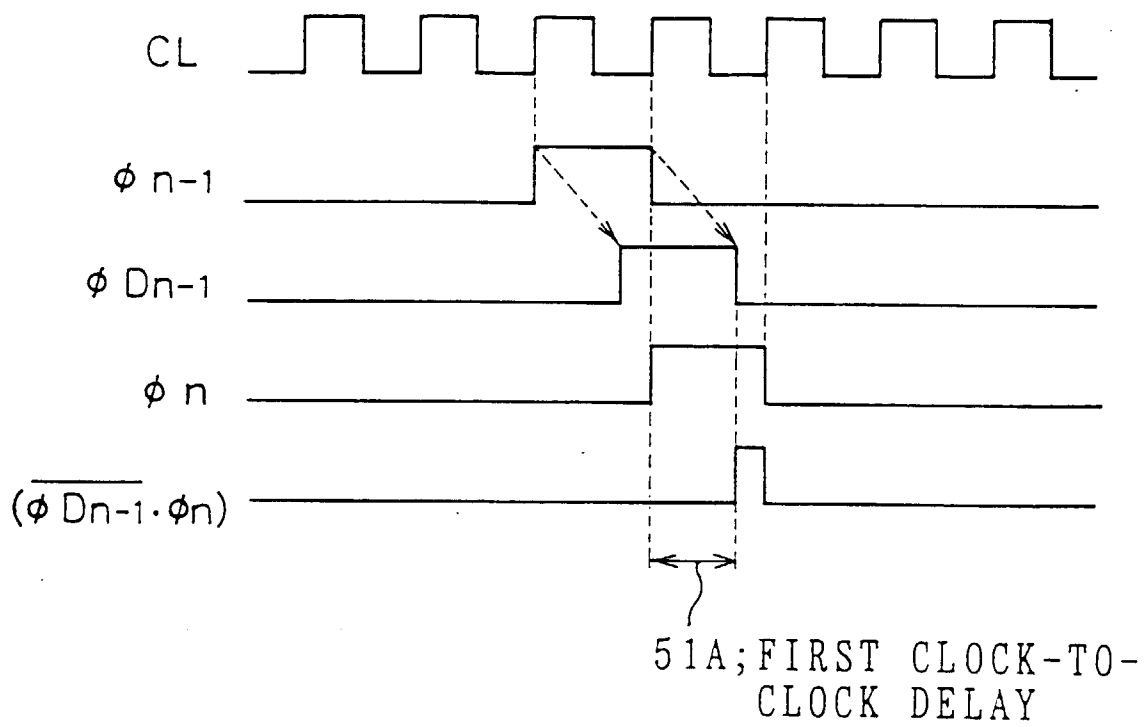 CL
ϕ n-1
ϕ Dn-1
ϕ n
(ϕ Dn-1·ϕn)
51A;FIRST CLOCK-TO-
CLOCK DELAY